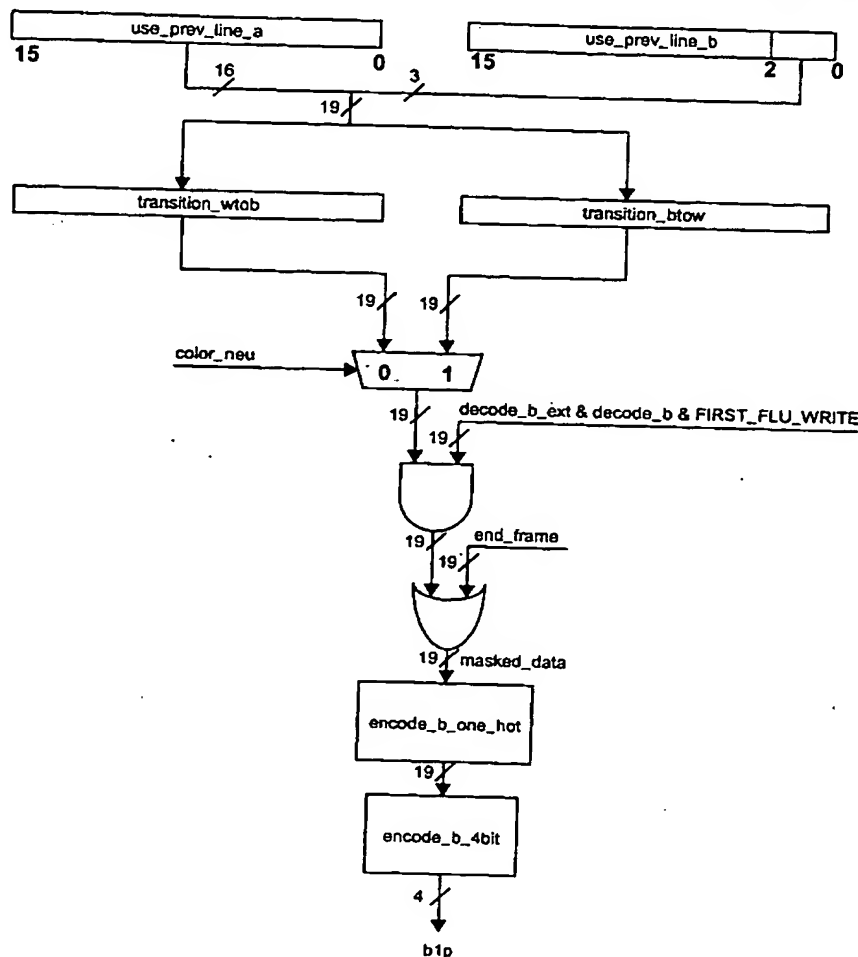 use_prev_line_a
use_prev_line_b
15
0
15
2
0
16
3
19
transition_wtob
transition_btow
19
19
color_neu
0 1
19
decode_b_ext & decode_b & FIRST_FLU_WRITE
19
19
end_frame
19
19
masked_data
encode_b_one_hot
19
encode_b_4bit
4
b1p